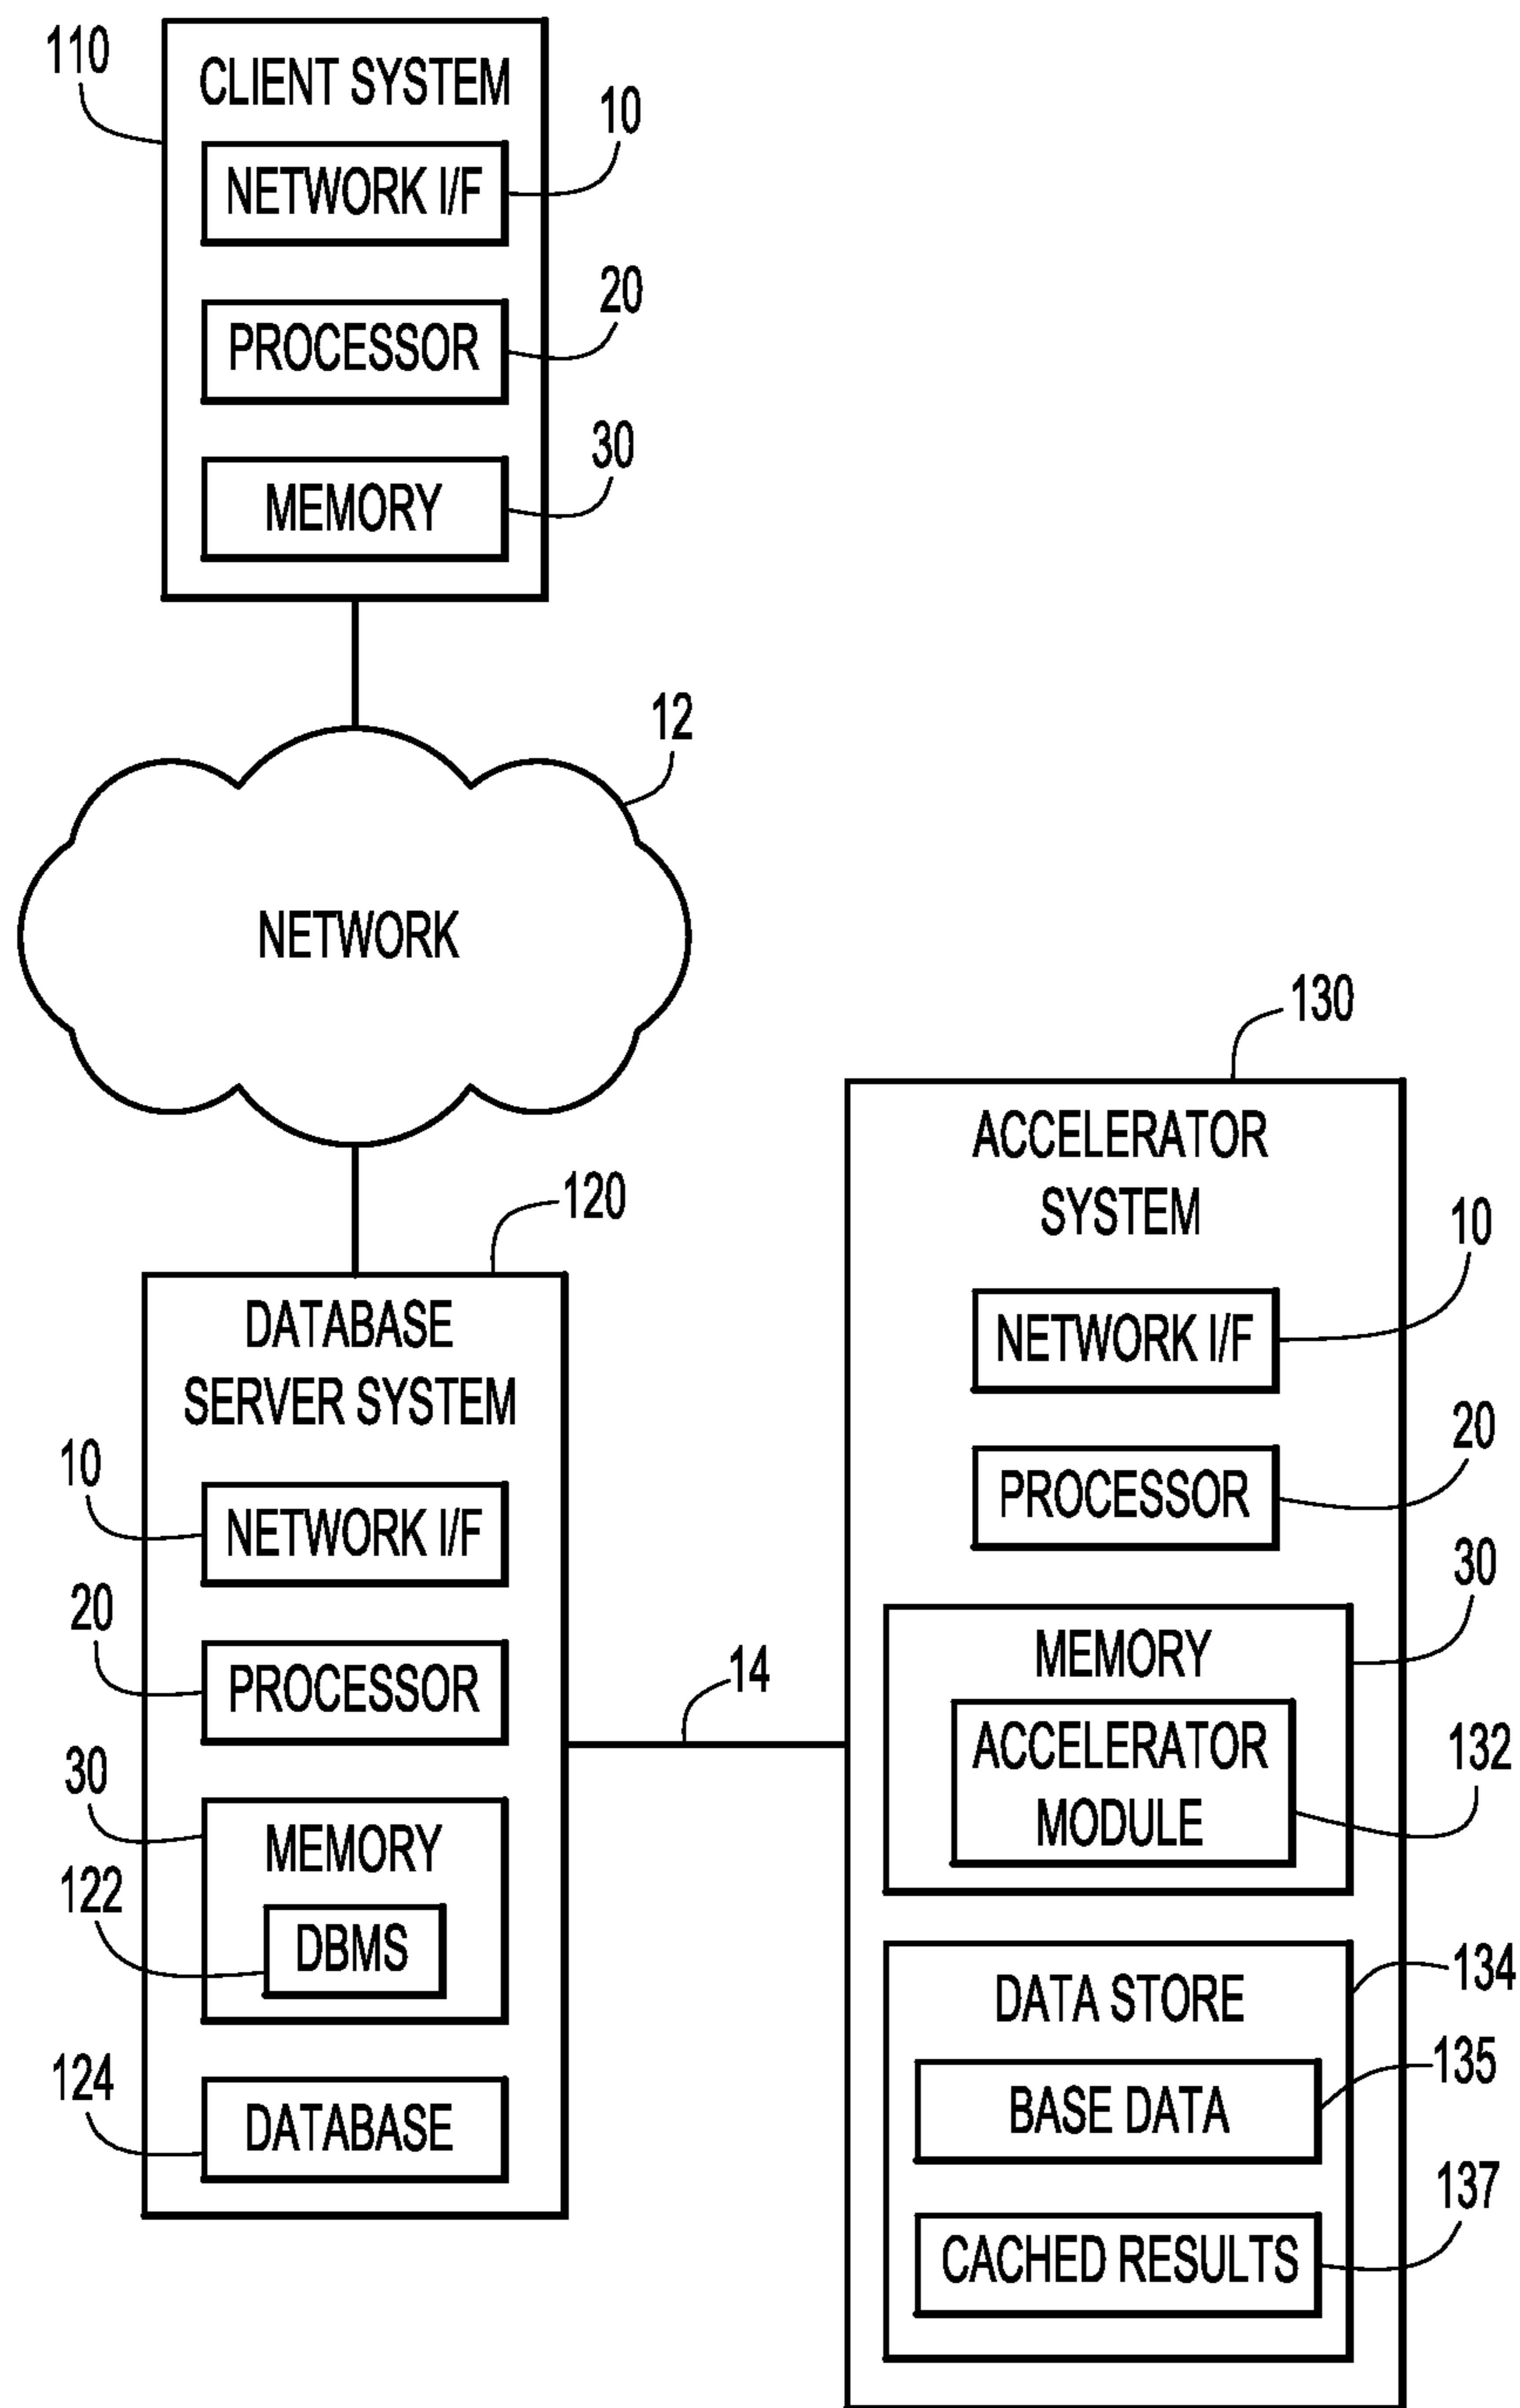 110
CLIENT SYSTEM
10
NETWORK I/F
20
PROCESSOR
30
MEMORY
12
NETWORK
120
DATABASE
SERVER SYSTEM
10
NETWORK I/F
20
PROCESSOR
30
MEMORY
122
DBMS
124
DATABASE
14
130
ACCELERATOR
SYSTEM
10
NETWORK I/F
20
PROCESSOR
30
MEMORY
ACCELERATOR
MODULE
132
DATA STORE
134
BASE DATA
135
CACHED RESULTS
137